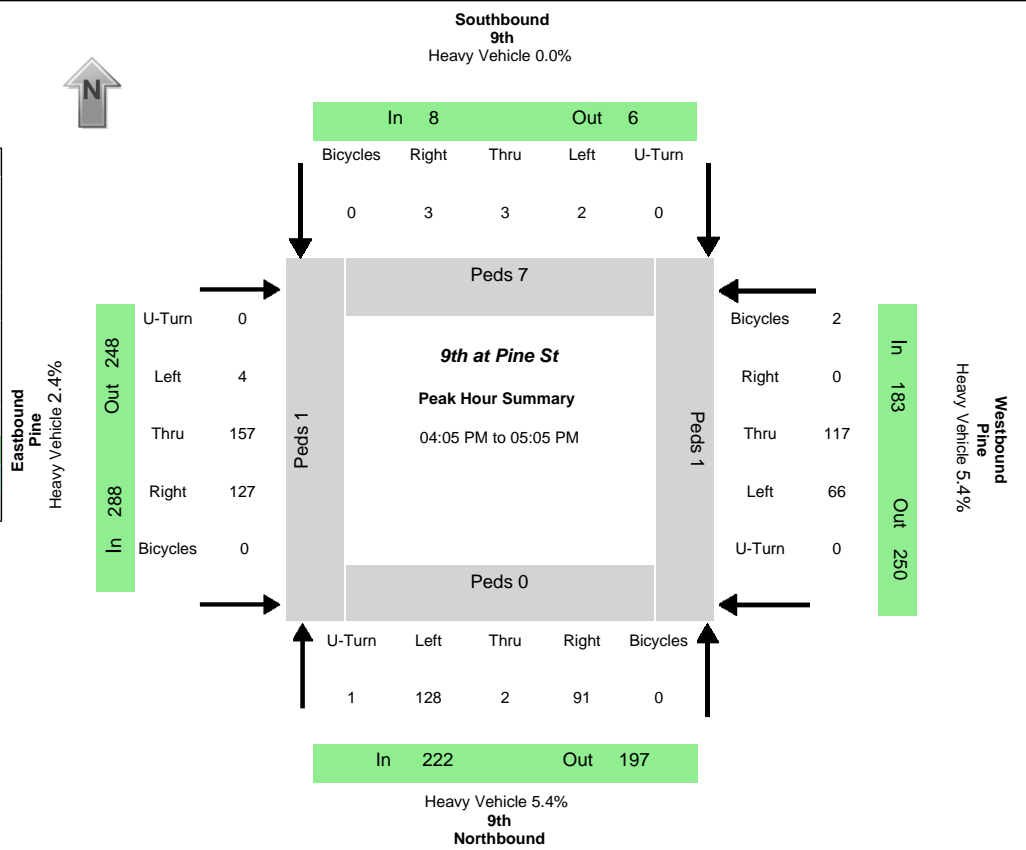 Southbound
9th
Heavy Vehicle 0.0%
N
In 8 Out 6
Bicycles Right Thru Left U-Turn
0 3 3 2 0
Peds 7
U-Turn 0
Left 4
Thru 157
Right 127
Bicycles 0
In 288 Out 248
Eastbound
Pine
Heavy Vehicle 2.4%
Peds 1
9th at Pine St
Peak Hour Summary
04:05 PM to 05:05 PM
Peds 1
Bicycles 2
Right 0
Thru 117
Left 66
U-Turn 0
In 183 Out 250
Westbound
Pine
Heavy Vehicle 5.4%
Peds 0
U-Turn Left Thru Right Bicycles
1 128 2 91 0
In 222 Out 197
Heavy Vehicle 5.4%
9th
Northbound